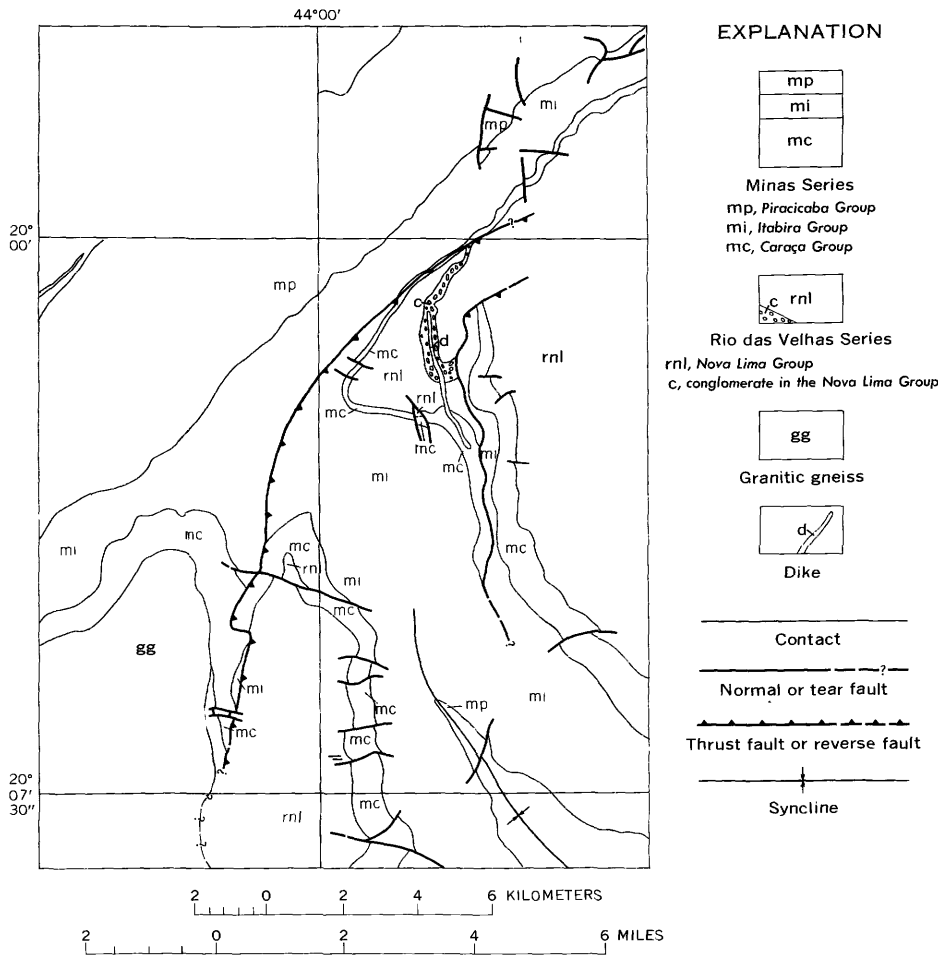 44°00'
20°
00'
20°
07'
30"
mi
mp
mp
?
c
d
mc
rnl
rnl
mc
rnl
mc
mc
mi
mi
mc
mi
mc
mc
rnl
mi
mc
gg
mi
mc
?
?
?
rnl
mc
mc
mc
mp
mi
?
2 0 2 4 6 KILOMETERS
2 0 2 4 6 MILES
EXPLANATION
mp
mi
mc
Minas Series
mp, Piracicaba Group
mi, Itabira Group
mc, Caraça Group
c rnl
Rio das Velhas Series
rnl, Nova Lima Group
c, conglomerate in the Nova Lima Group
gg
Granitic gneiss
d
Dike
Contact
?
Normal or tear fault
Thrust fault or reverse fault
Syncline